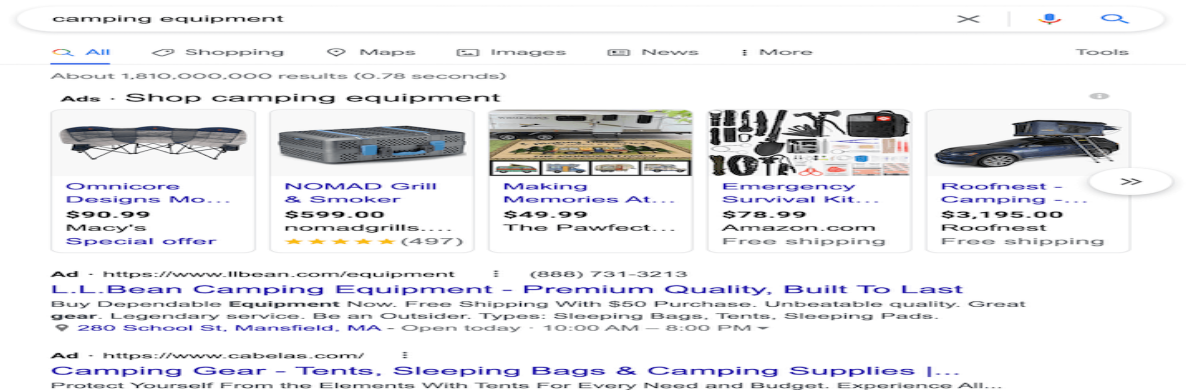 camping equipment
All Shopping Maps Images News More Tools
About 1,810,000,000 results (0.78 seconds)
Ads · Shop camping equipment
Omnicore
Designs Mo...
$90.99
Macy's
Special offer
NOMAD Grill
& Smoker
$599.00
nomadgrills....
(497)
Making
Memories At...
$49.99
The Pawfect...
Emergency
Survival Kit...
$78.99
Amazon.com
Free shipping
Roofnest -
Camping -...
$3,195.00
Roofnest
Free shipping
Ad · https://www.llbean.com/equipment (888) 731-3213
L.L.Bean Camping Equipment - Premium Quality, Built To Last
Buy Dependable Equipment Now. Free Shipping With $50 Purchase. Unbeatable quality. Great
gear. Legendary service. Be an Outsider. Types: Sleeping Bags, Tents, Sleeping Pads.
280 School St, Mansfield, MA - Open today · 10:00 AM – 8:00 PM
Ad · https://www.cabelas.com/
Camping Gear - Tents, Sleeping Bags & Camping Supplies |...
Protect Yourself From the Elements With Tents For Every Need and Budget. Experience All...